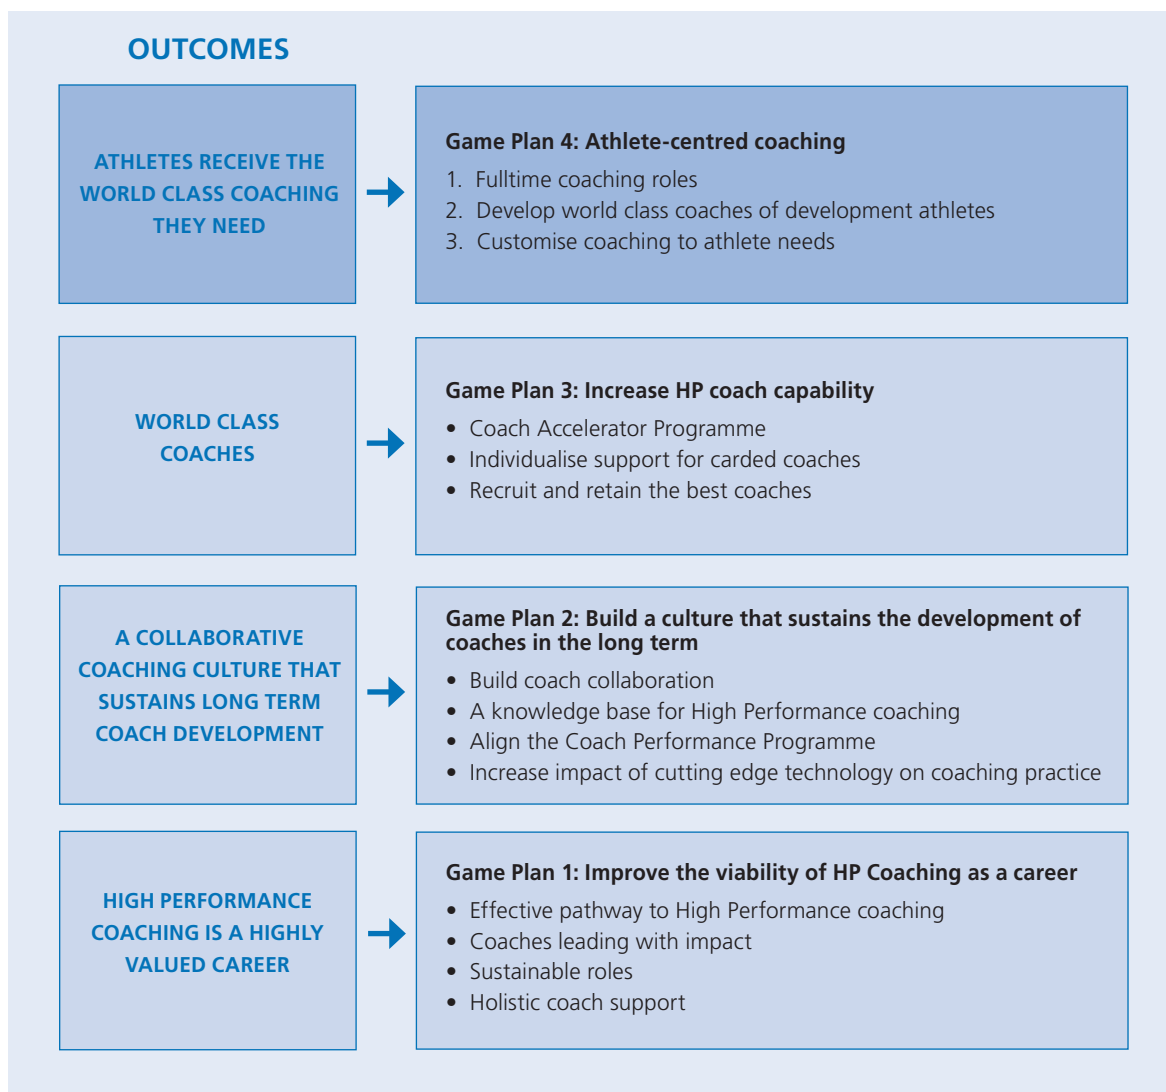 OUTCOMES
ATHLETES RECEIVE THE
WORLD CLASS COACHING
THEY NEED
Game Plan 4: Athlete-centred coaching
1. Fulltime coaching roles
2. Develop world class coaches of development athletes
3. Customise coaching to athlete needs
WORLD CLASS
COACHES
Game Plan 3: Increase HP coach capability
• Coach Accelerator Programme
• Individualise support for carded coaches
• Recruit and retain the best coaches
A COLLABORATIVE
COACHING CULTURE THAT
SUSTAINS LONG TERM
COACH DEVELOPMENT
Game Plan 2: Build a culture that sustains the development of
coaches in the long term
• Build coach collaboration
• A knowledge base for High Performance coaching
• Align the Coach Performance Programme
• Increase impact of cutting edge technology on coaching practice
HIGH PERFORMANCE
COACHING IS A HIGHLY
VALUED CAREER
Game Plan 1: Improve the viability of HP Coaching as a career
• Effective pathway to High Performance coaching
• Coaches leading with impact
• Sustainable roles
• Holistic coach support